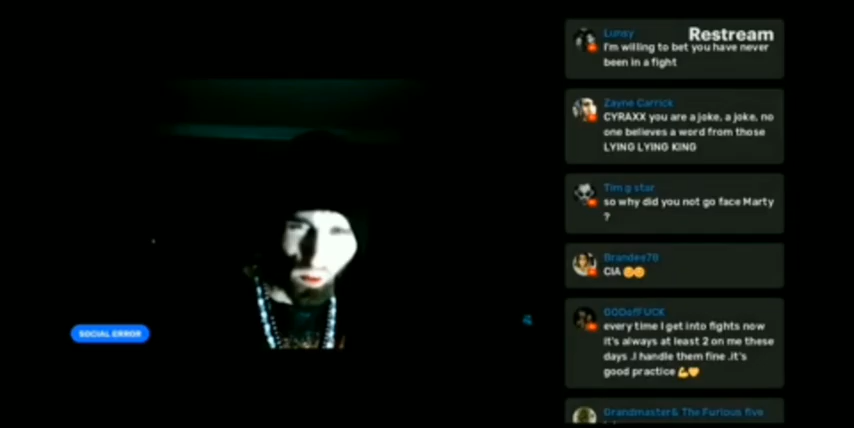 Restream
Lunsy
I'm willing to bet you have never
been in a fight
Zayne Carrick
CYRAXX you are a joke, a joke, no
one believes a word from those
LYING LYING KING
Tim g star
so why did you not go face Marty
?
Brandee78
CIA 😊😊
GODofFUCK
every time I get into fights now
it's always at least 2 on me these
days .I handle them fine .it's
good practice 💪🧡
Grandmaster& The Furious five
SOCIAL ERROR